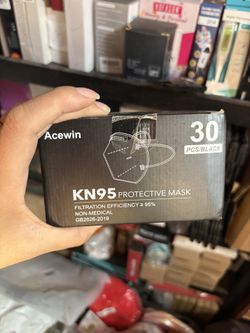 Acewin
30
PCS/BLACK
KN95 PROTECTIVE MASK
FILTRATION EFFICIENCY ≥ 95%
NON-MEDICAL
GB2626-2019